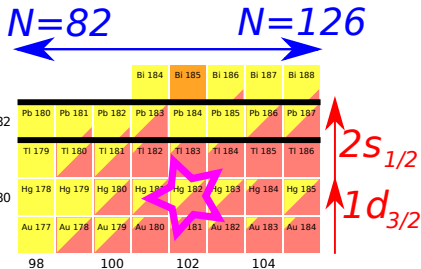 N=82 N=126
Bi 184 Bi 185 Bi 186 Bi 187 Bi 188
Pb 180 Pb 181 Pb 182 Pb 183 Pb 184 Pb 185 Pb 186 Pb 187
Tl 179 Tl 180 Tl 181 Tl 182 Tl 183 Tl 184 Tl 185 Tl 186
2s1/2
Hg 178 Hg 179 Hg 180 Hg Hg 182 Hg 183 Hg 184 Hg 185
1d3/2
Au 177 Au 178 Au 179 Au 180 181 Au 182 Au 183 Au 184
98 100 102 104